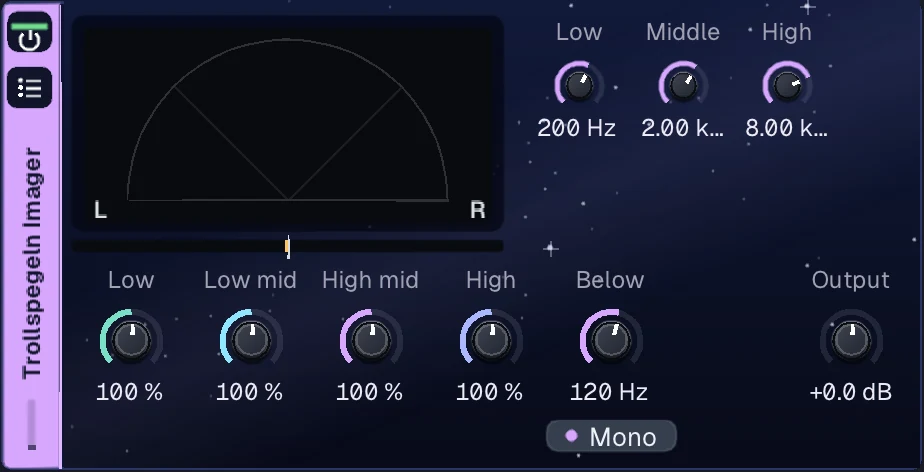 Trollspegeln Imager
Low Middle High
200 Hz 2.00 k... 8.00 k...
L R
Low Low mid High mid High Below Output
100 % 100 % 100 % 100 % 120 Hz +0.0 dB
Mono